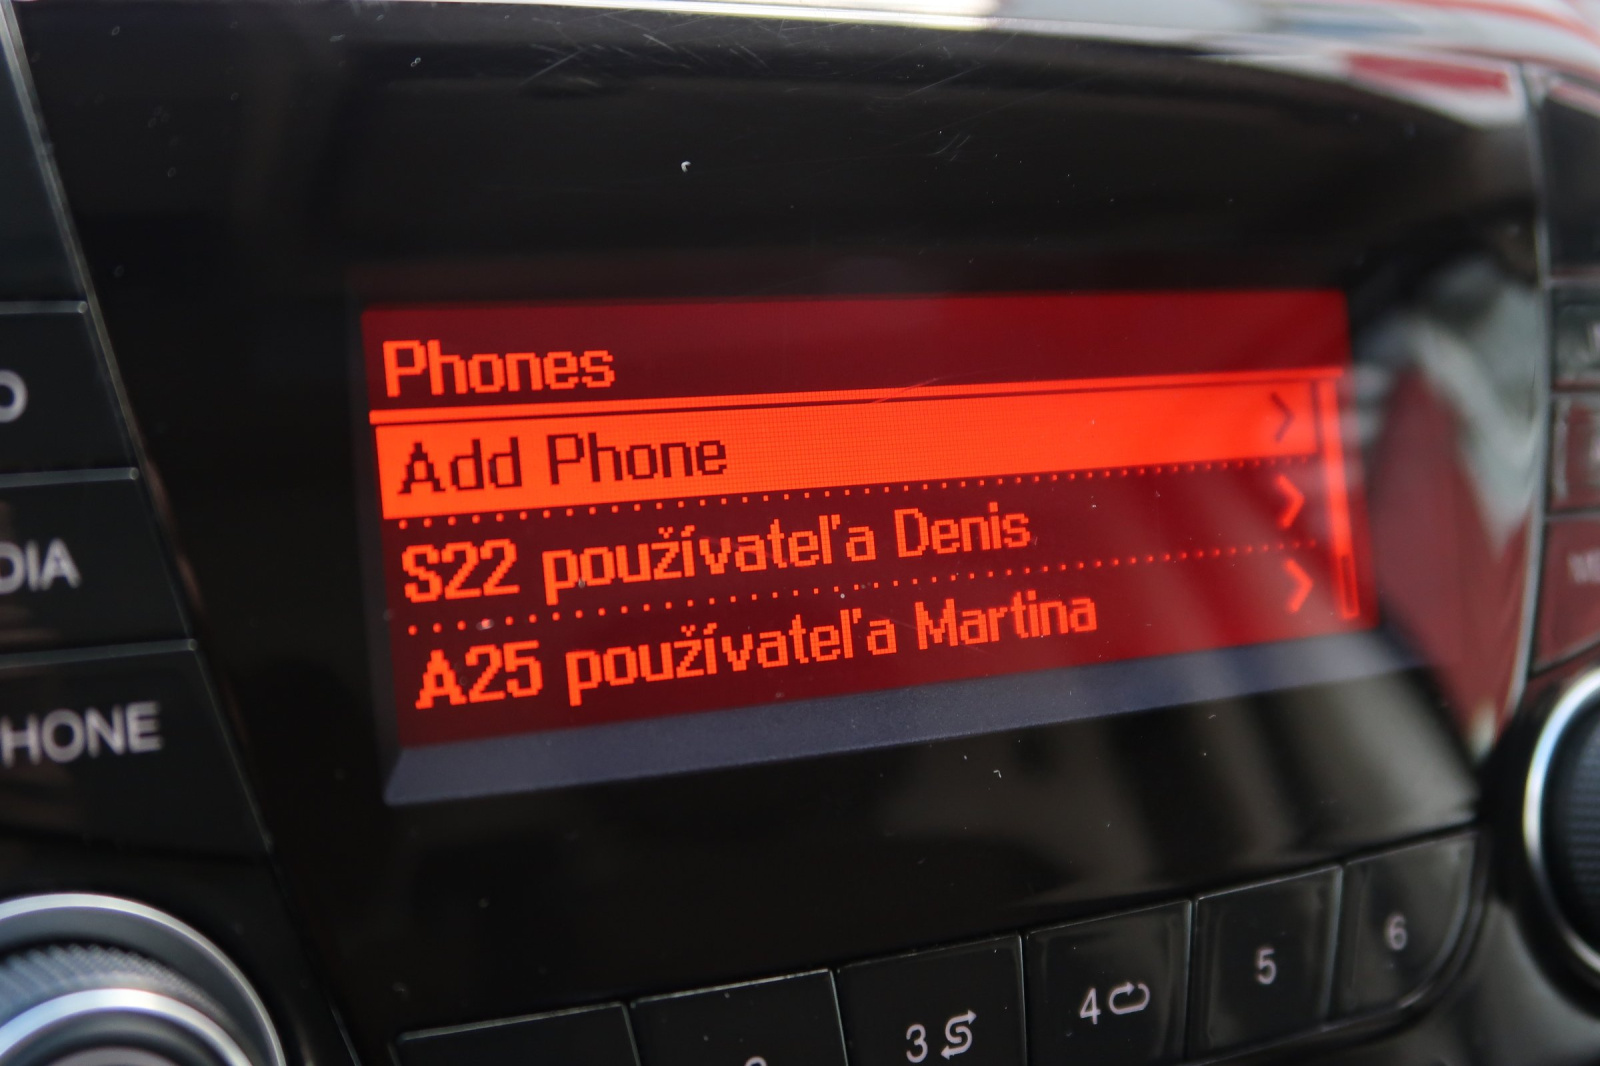 Phones
Add Phone
S22 používateľa Denis
A25 používateľa Martina
DIA
HONE
3
4
5
6